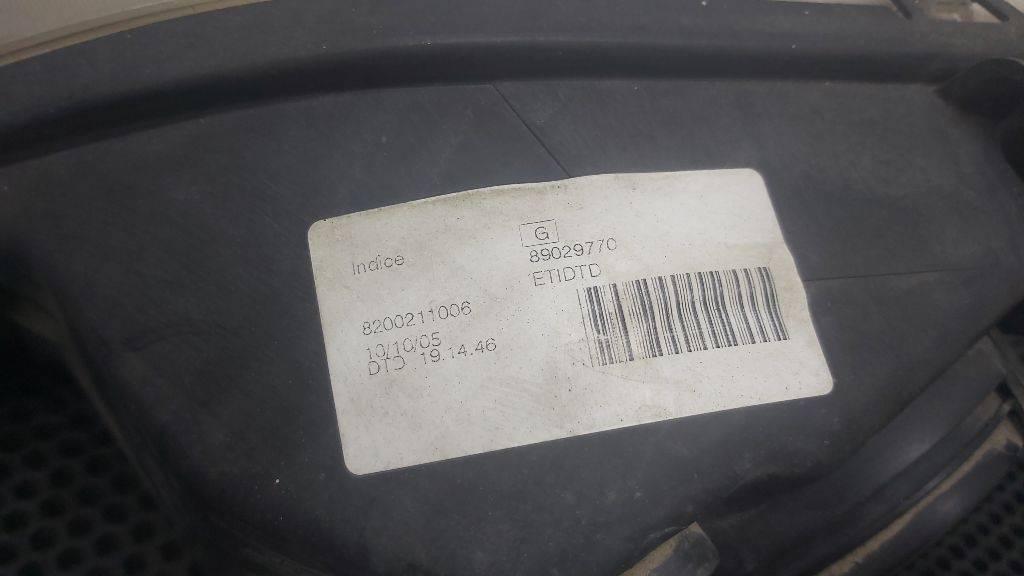 G
Indice 89029770
ETIDTD
8200211006
10/10/05
DTD 19.14.46